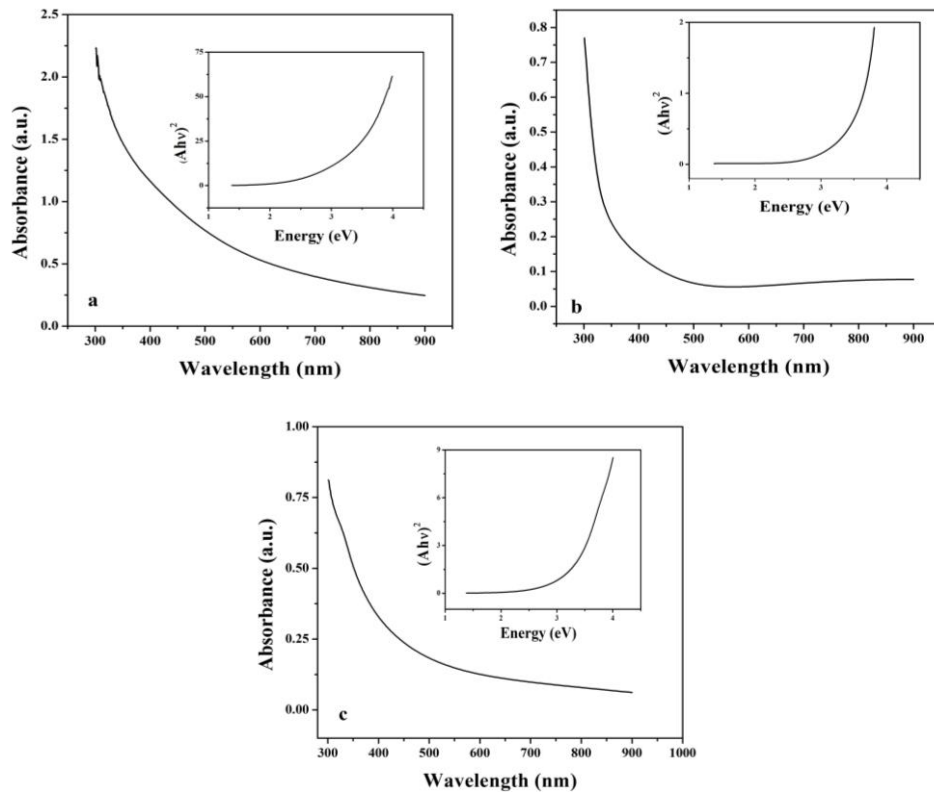 2.5
2.0
1.5
1.0
0.5
0.0
Absorbance (a.u.)
300 400 500 600 700 800 900
Wavelength (nm)
a
75
50
25
0
(Ahν)²
1 2 3 4
Energy (eV)
0.8
0.7
0.6
0.5
0.4
0.3
0.2
0.1
0.0
Absorbance (a.u.)
300 400 500 600 700 800 900
Wavelength (nm)
b
2
1
0
(Ahν)²
1 2 3 4
Energy (eV)
1.00
0.75
0.50
0.25
0.00
Absorbance (a.u.)
300 400 500 600 700 800 900 1000
Wavelength (nm)
c
9
6
3
0
(Ahν)²
1 2 3 4
Energy (eV)